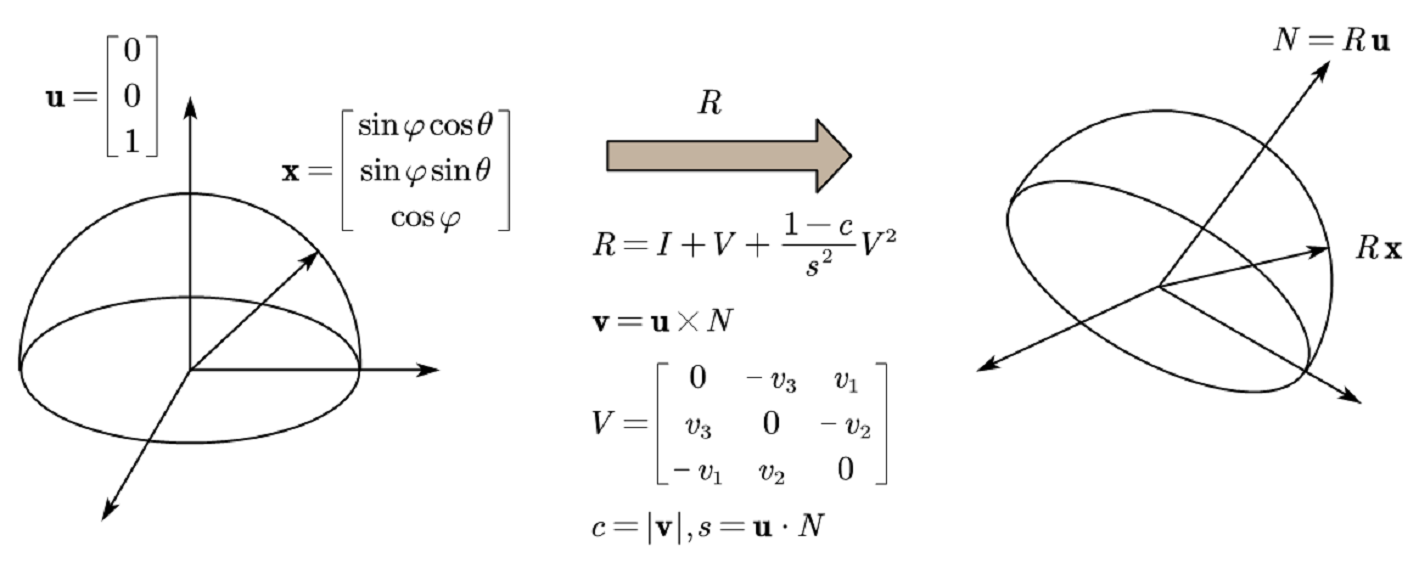 u = [0 0 1]
x = [sin φ cos θ sin φ sin θ cos φ]
R
R = I + V + (1 − c)/s² V²
v = u × N
V = [0 −v₃ v₁
v₃ 0 −v₂
−v₁ v₂ 0]
c = |v|, s = u · N
N = R u
R x